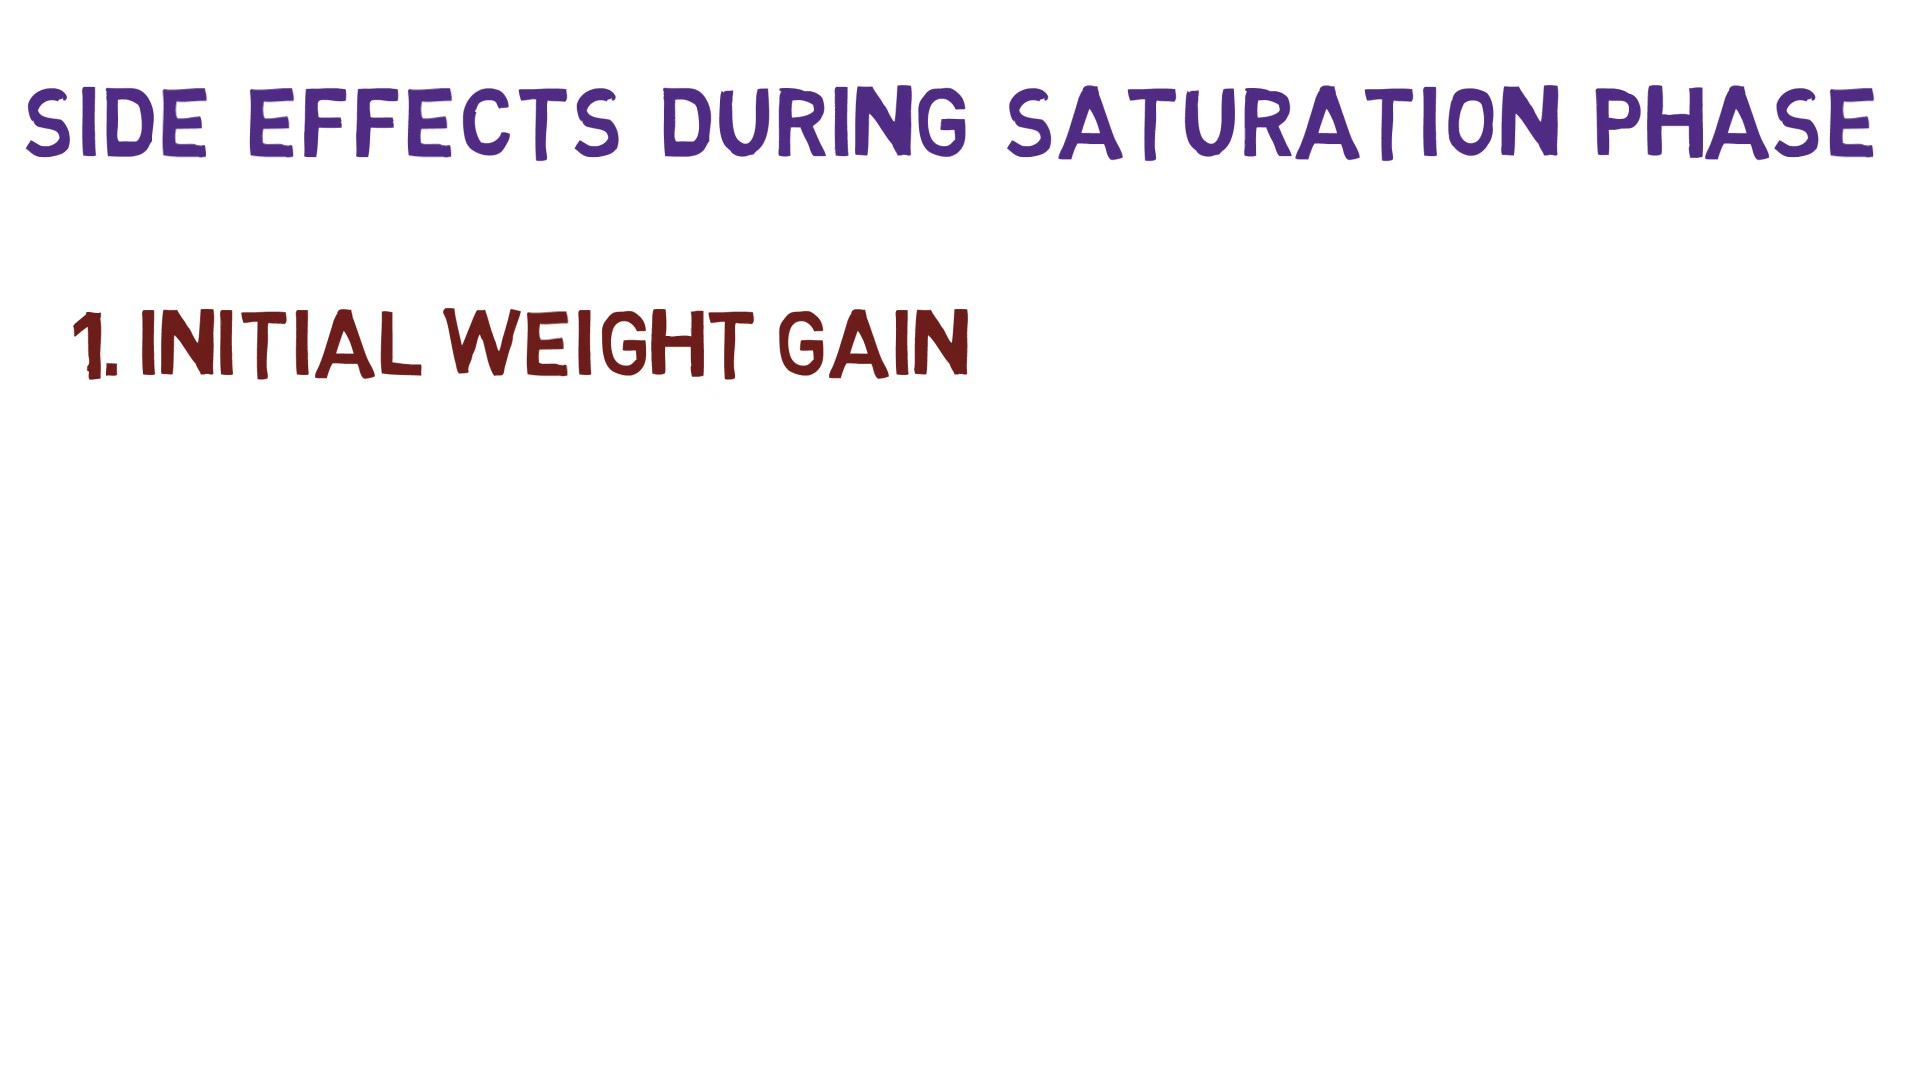 SIDE EFFECTS DURING SATURATION PHASE
1. INITIAL WEIGHT GAIN